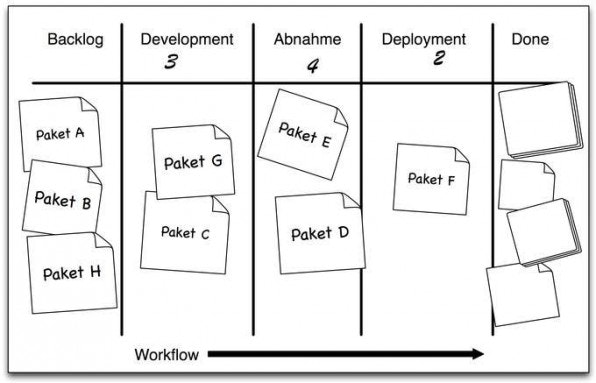 Backlog
Development
Abnahme
Deployment
Done
3
4
2
Paket A
Paket B
Paket H
Paket G
Paket C
Paket E
Paket D
Paket F
Workflow